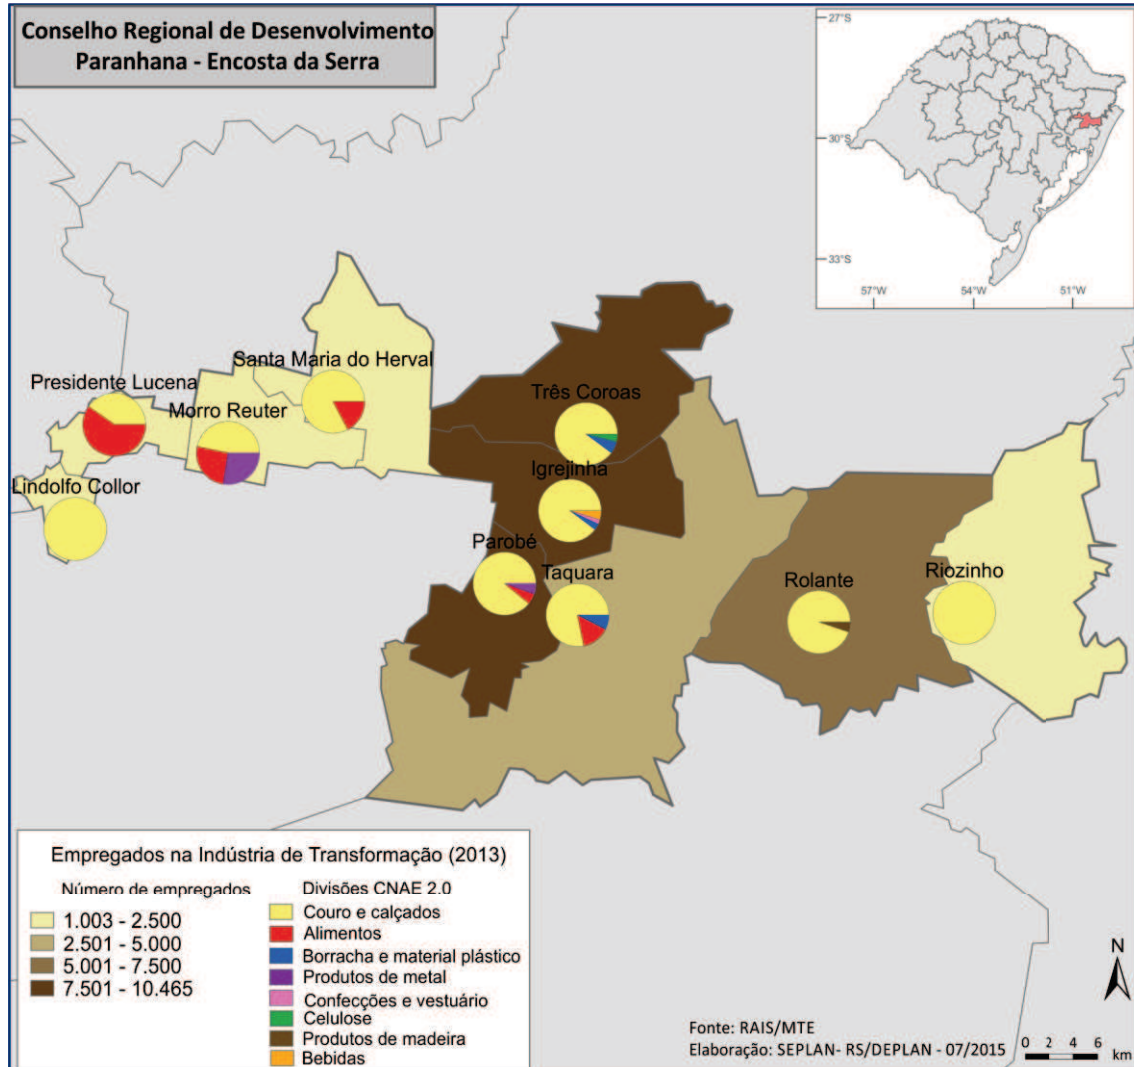 Conselho Regional de Desenvolvimento
Paranhana - Encosta da Serra
27°S
30°S
33°S
57°W
54°W
51°W
Santa Maria do Herval
Presidente Lucena
Morro Reuter
Três Coroas
Lindolfo Collor
Igrejinha
Parobé
Taquara
Rolante
Riozinho
Empregados na Indústria de Transformação (2013)
Número de empregados
1.003 - 2.500
2.501 - 5.000
5.001 - 7.500
7.501 - 10.465
Divisões CNAE 2.0
Couro e calçados
Alimentos
Borracha e material plástico
Produtos de metal
Confecções e vestuário
Celulose
Produtos de madeira
Bebidas
N
Fonte: RAIS/MTE
Elaboração: SEPLAN- RS/DEPLAN - 07/2015
0 2 4 6
km